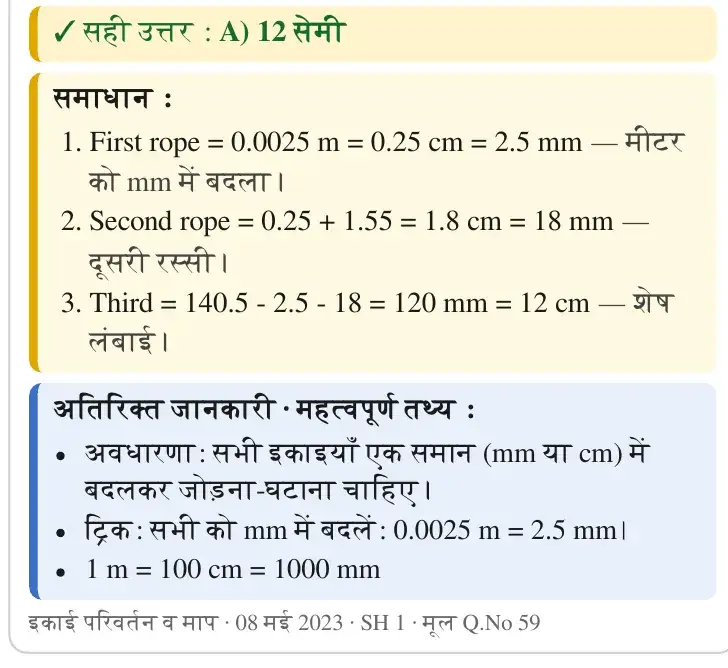 ✓ सही उत्तर : A) 12 सेमी
समाधान :
1. First rope = 0.0025 m = 0.25 cm = 2.5 mm — मीटर
को mm में बदला।
2. Second rope = 0.25 + 1.55 = 1.8 cm = 18 mm —
दूसरी रस्सी।
3. Third = 140.5 - 2.5 - 18 = 120 mm = 12 cm — शेष
लंबाई।
अतिरिक्त जानकारी · महत्वपूर्ण तथ्य :
• अवधारणा : सभी इकाइयाँ एक समान (mm या cm) में
बदलकर जोड़ना-घटाना चाहिए।
• ट्रिक : सभी को mm में बदलें : 0.0025 m = 2.5 mm।
• 1 m = 100 cm = 1000 mm
इकाई परिवर्तन व माप · 08 मई 2023 · SH 1 · मूल Q.No 59